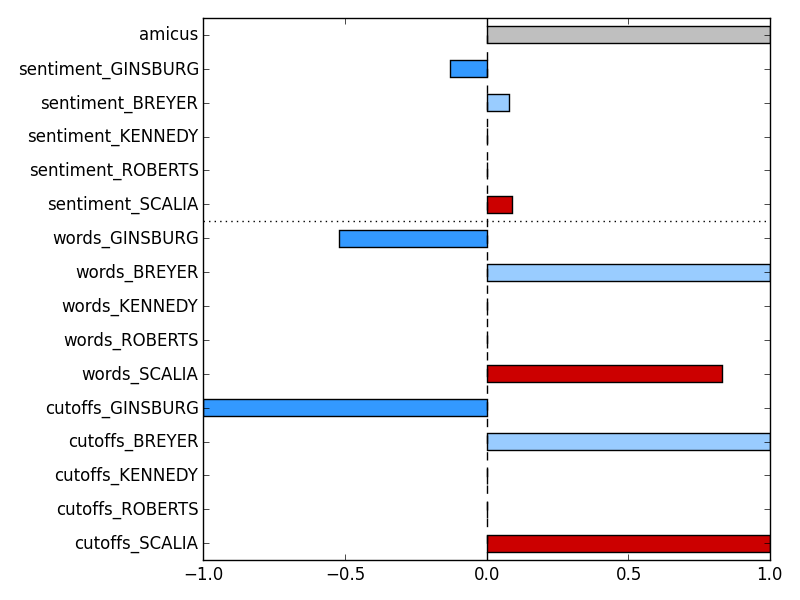 amicus
sentiment_GINSBURG
sentiment_BREYER
sentiment_KENNEDY
sentiment_ROBERTS
sentiment_SCALIA
words_GINSBURG
words_BREYER
words_KENNEDY
words_ROBERTS
words_SCALIA
cutoffs_GINSBURG
cutoffs_BREYER
cutoffs_KENNEDY
cutoffs_ROBERTS
cutoffs_SCALIA
−1.0 −0.5 0.0 0.5 1.0